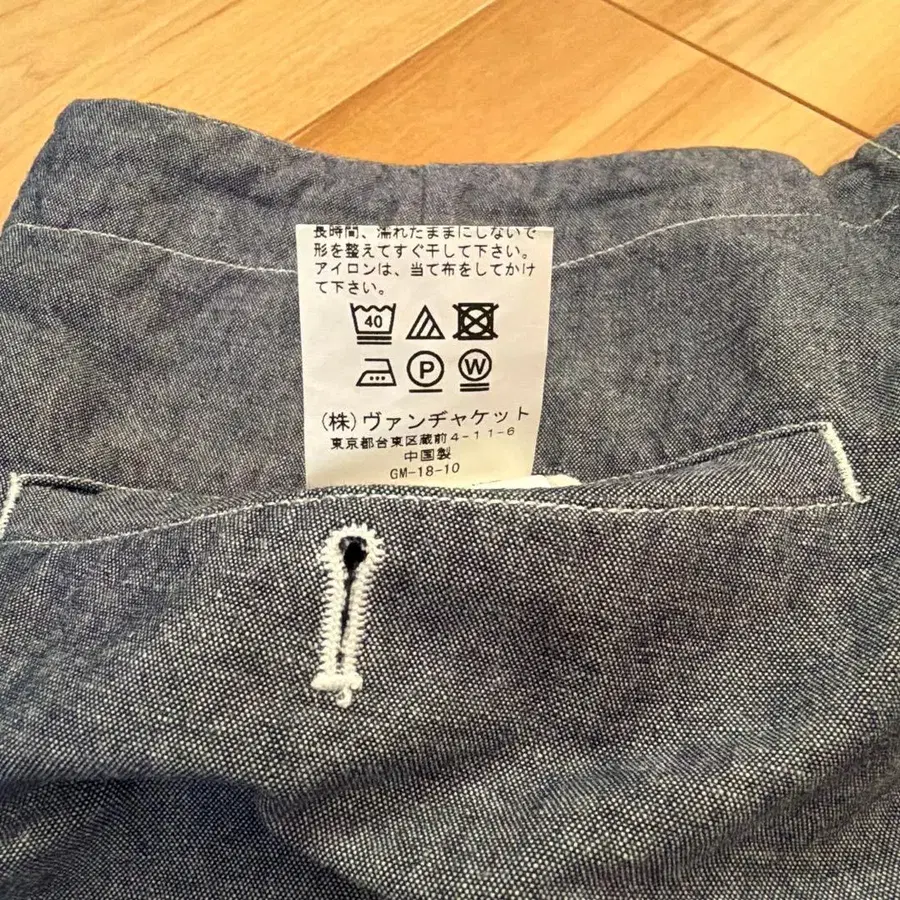 長時間、濡れたままにしないで
形を整えてすぐ干して下さい。
アイロンは、当て布をしてかけ
て下さい。
40
P W
(株)ヴァンヂャケット
東京都台東区蔵前4-11-6
中国製
GM-18-10